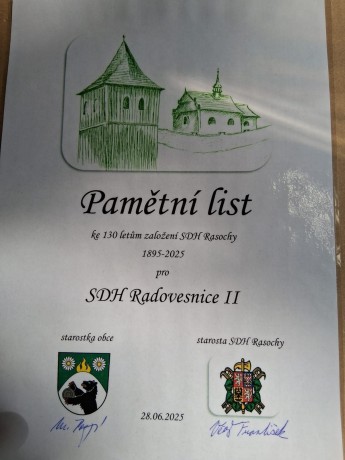 Pamětní list
ke 130 letům založení SDH Rasochy
1895-2025
pro
SDH Radovesnice II
starostka obce
starosta SDH Rasochy
28.06.2025
František